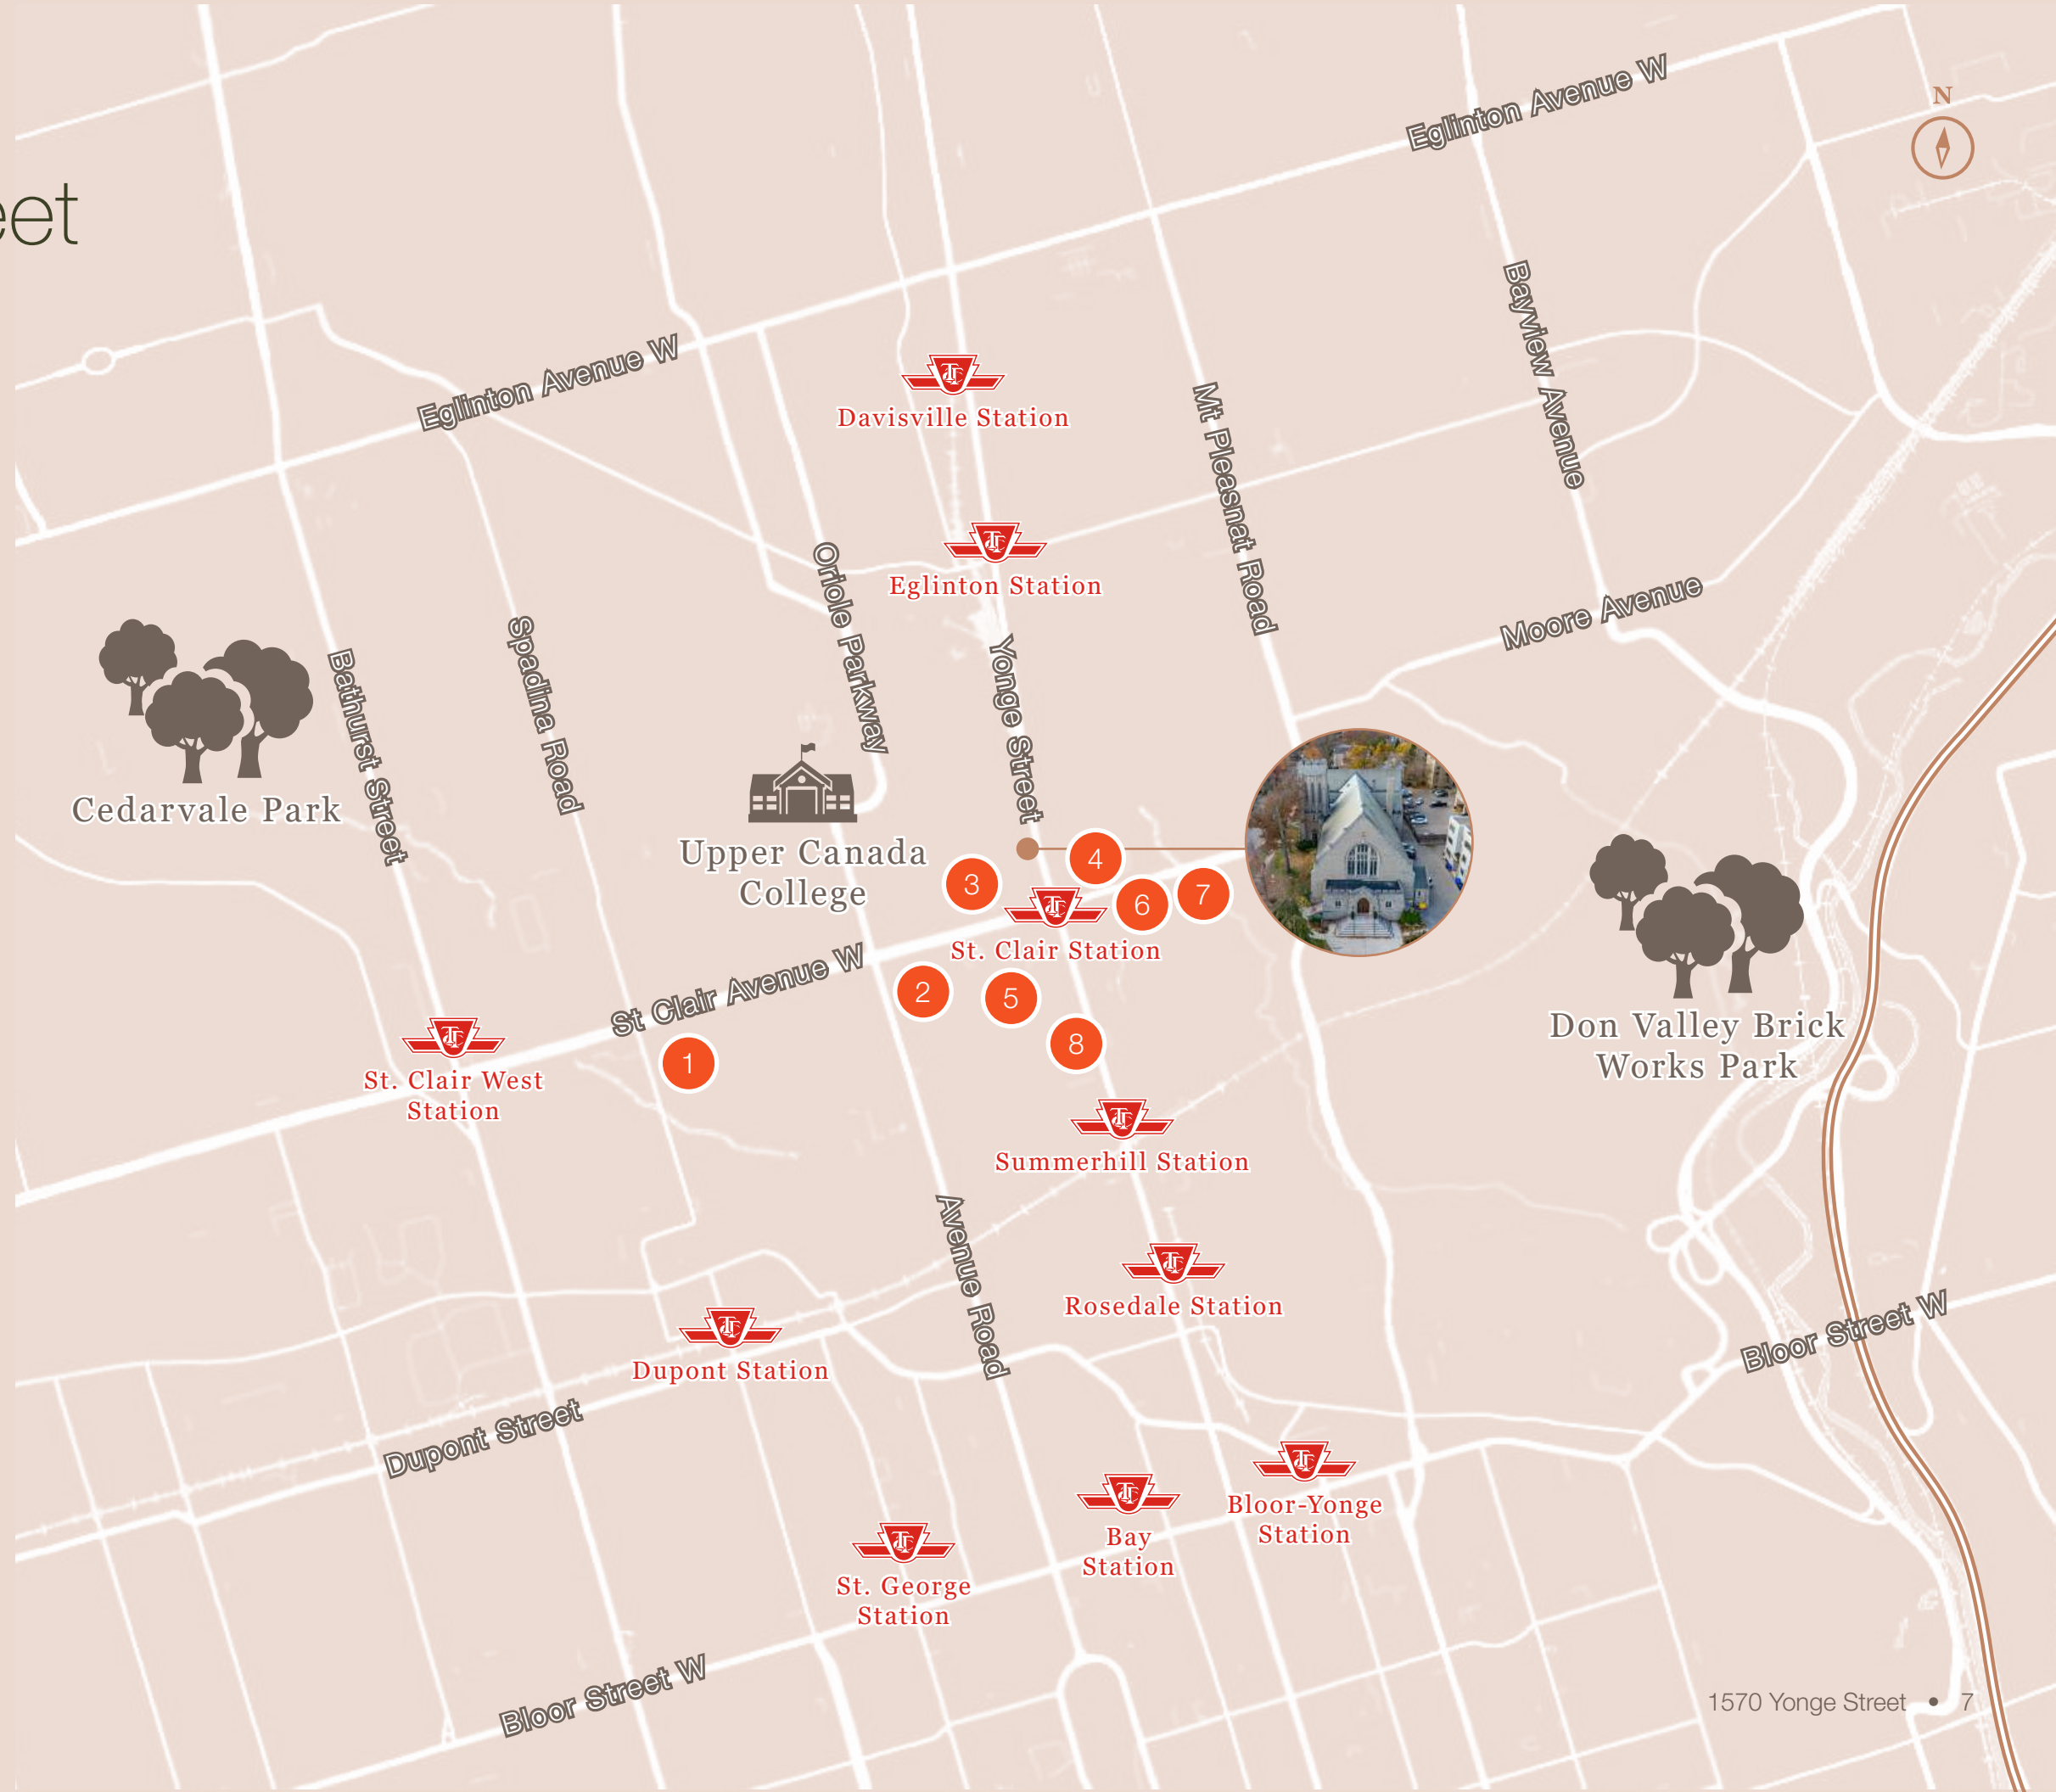 eet
N
Eglinton Avenue W
Eglinton Avenue W
Bayview Avenue
Davisville Station
Mt Pleasnat Road
Eglinton Station
Oriole Parkway
Moore Avenue
Spadina Road
Yonge Street
Bathurst Street
Cedarvale Park
Upper Canada
College
4
3
7
6
St. Clair Station
St Clair Avenue W
2
5
8
1
Don Valley Brick
Works Park
St. Clair West
Station
Summerhill Station
Avenue Road
Rosedale Station
Bloor Street W
Dupont Station
Dupont Street
Bloor-Yonge
Station
Bay
Station
St. George
Station
Bloor Street W
1570 Yonge Street • 7